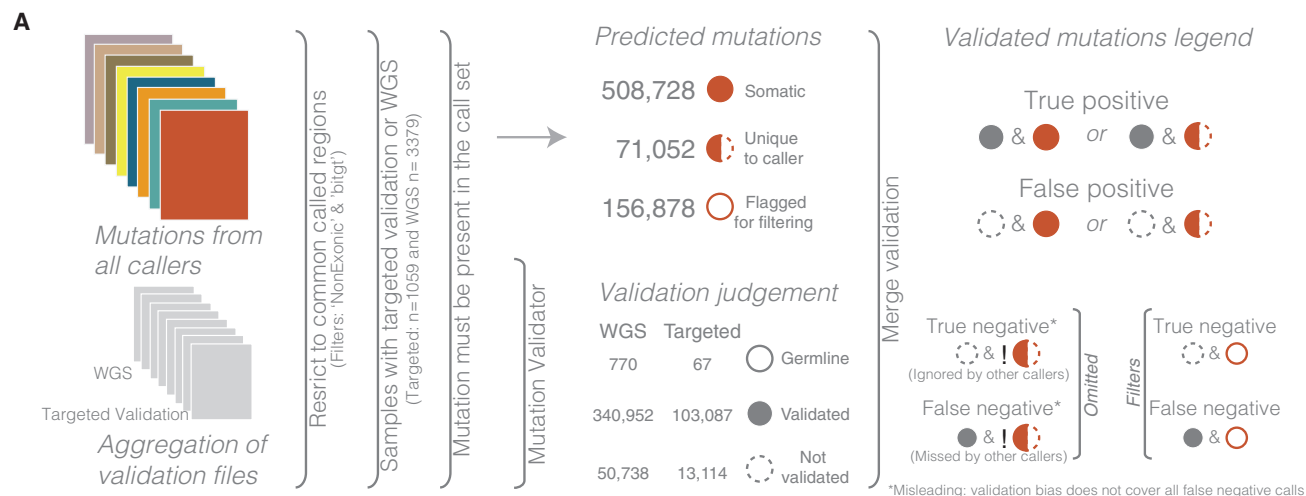 A
Mutations from
all callers
WGS
Targeted Validation
Aggregation of
validation files
Resrict to common called regions
(Filters: 'NonExonic' & 'bitgt')
Samples with targeted validation or WGS
(Targeted: n=1059 and WGS n= 3379)
Mutation must be present in the call set
Mutation Validator
Predicted mutations
508,728 Somatic
71,052 Unique
to caller
156,878 Flagged
for filtering
Validation judgement
WGS Targeted
770 67 Germline
340,952 103,087 Validated
50,738 13,114 Not
validated
Merge validation
Validated mutations legend
True positive
& or &
False positive
& or &
True negative*
& !
(Ignored by other callers)
False negative*
& !
(Missed by other callers)
Omitted
Filters
True negative
&
False negative
&
*Misleading: validation bias does not cover all false negative calls